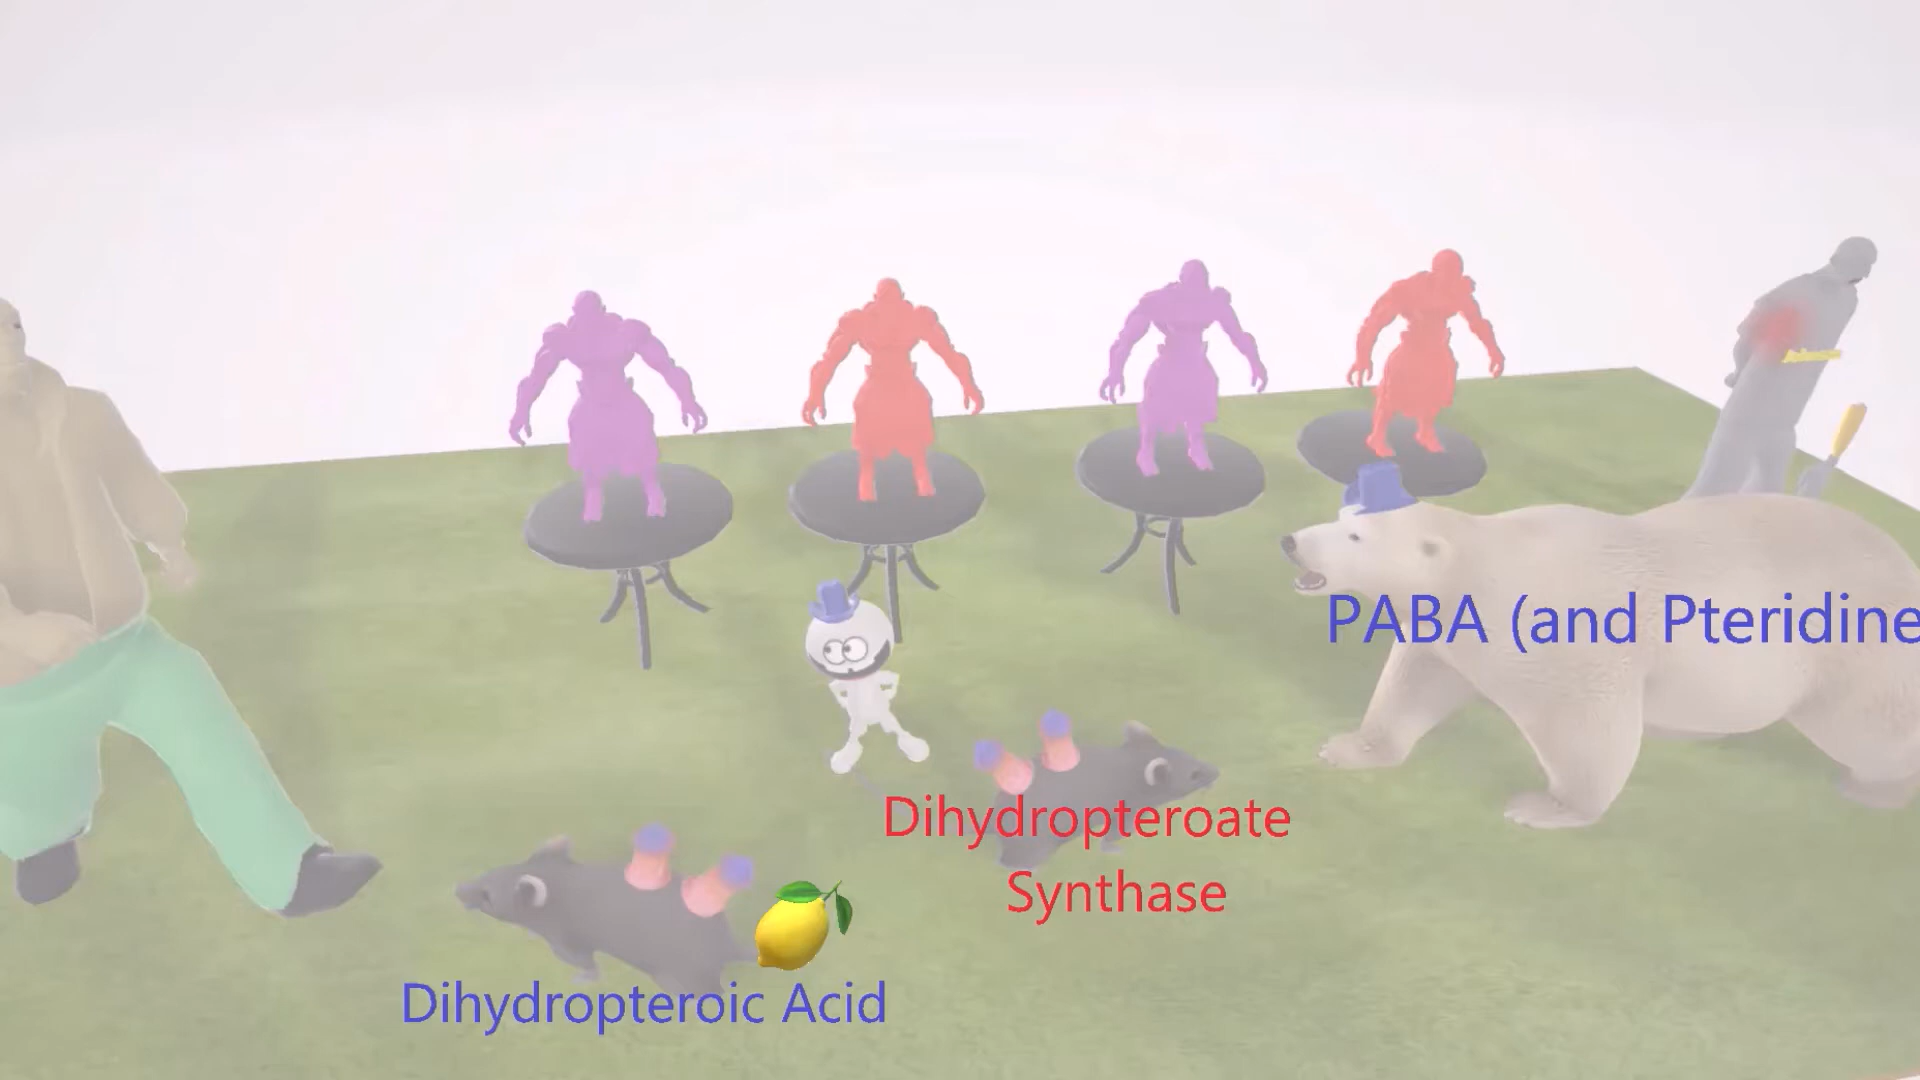 PABA (and Pteridine
Dihydropteroate
Synthase
Dihydropteroic Acid